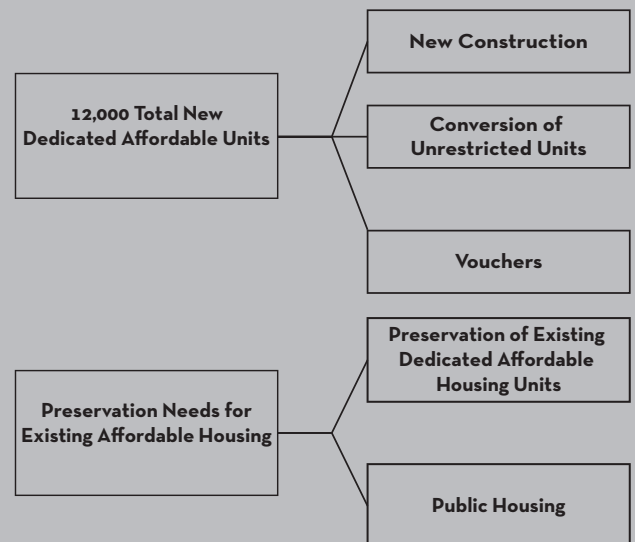 12,000 Total New
Dedicated Affordable Units
New Construction
Conversion of
Unrestricted Units
Vouchers
Preservation Needs for
Existing Affordable Housing
Preservation of Existing
Dedicated Affordable
Housing Units
Public Housing